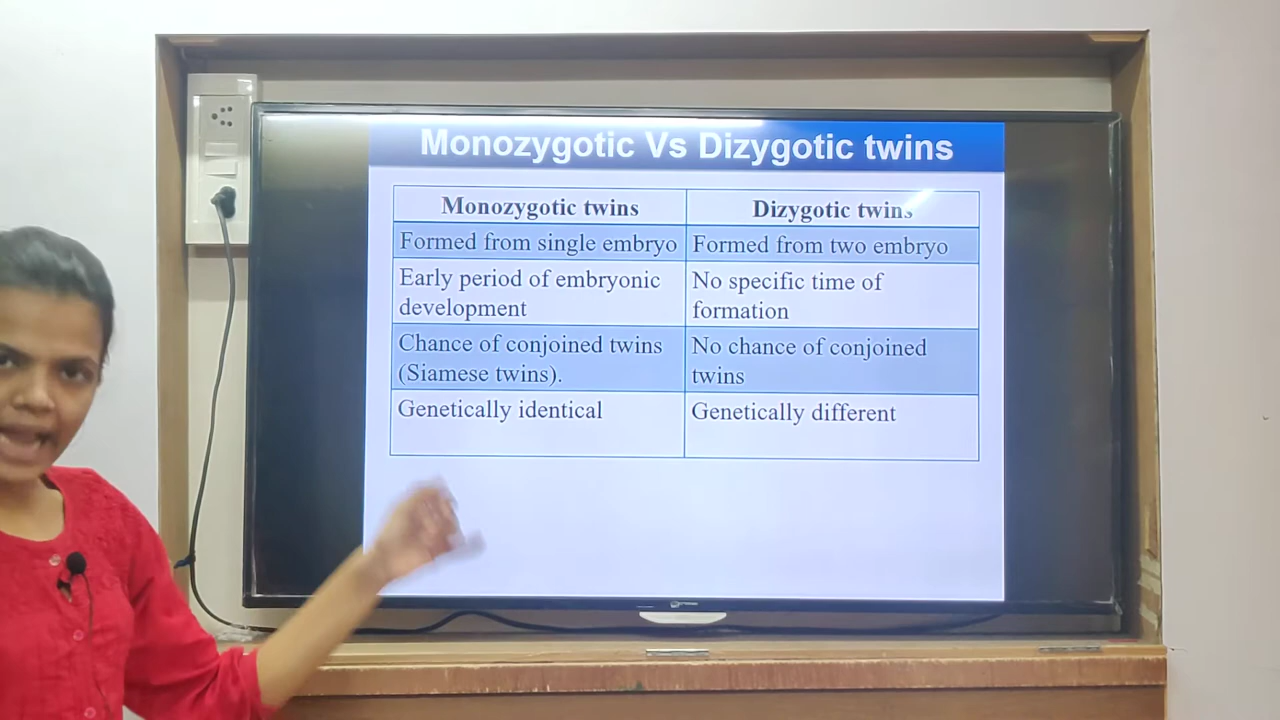 Monozygotic Vs Dizygotic twins
Monozygotic twins
Dizygotic twins
Formed from single embryo
Formed from two embryo
Early period of embryonic
development
No specific time of
formation
Chance of conjoined twins
(Siamese twins).
No chance of conjoined
twins
Genetically identical
Genetically different